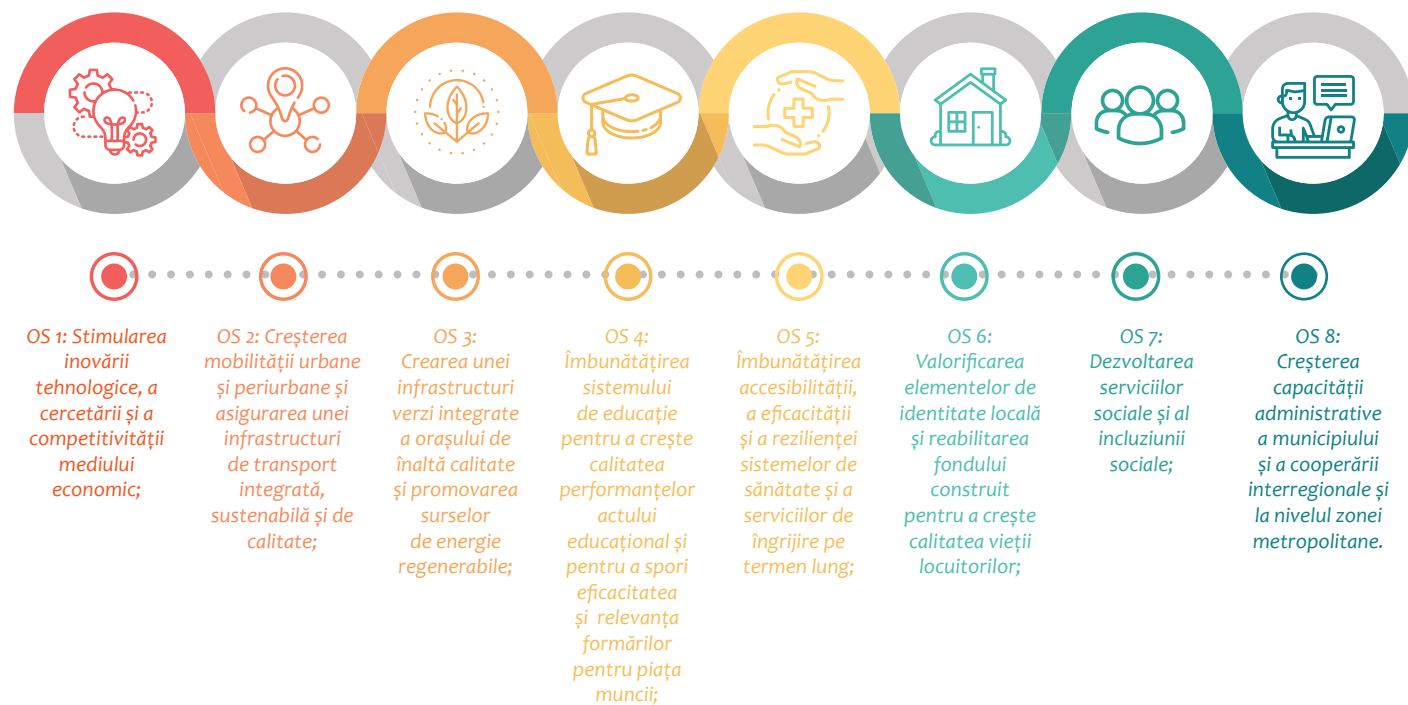 OS 1: Stimularea
inovării
tehnologice, a
cercetării și a
competitivității
mediului
economic;
OS 2: Creșterea
mobilității urbane
și periurbane și
asigurarea unei
infrastructuri
de transport
integrată,
sustenabilă și de
calitate;
OS 3:
Crearea unei
infrastructuri
verzi integrate
a orașului de
înaltă calitate
și promovarea
surselor
de energie
regenerabile;
OS 4:
Îmbunătățirea
sistemului
de educație
pentru a crește
calitatea
performanțelor
actului
educațional și
pentru a spori
eficacitatea
și relevanța
formărilor
pentru piața
muncii;
OS 5:
Îmbunătățirea
accesibilității,
a eficacității
și a rezilienței
sistemelor de
sănătate și a
serviciilor de
îngrijire pe
termen lung;
OS 6:
Valorificarea
elementelor de
identitate locală
și reabilitarea
fondului
construit
pentru a crește
calitatea vieții
locuitorilor;
OS 7:
Dezvoltarea
serviciilor
sociale și al
incluziunii
sociale;
OS 8:
Creșterea
capacității
administrative
a municipiului
și a cooperării
interregionale și
la nivelul zonei
metropolitane.